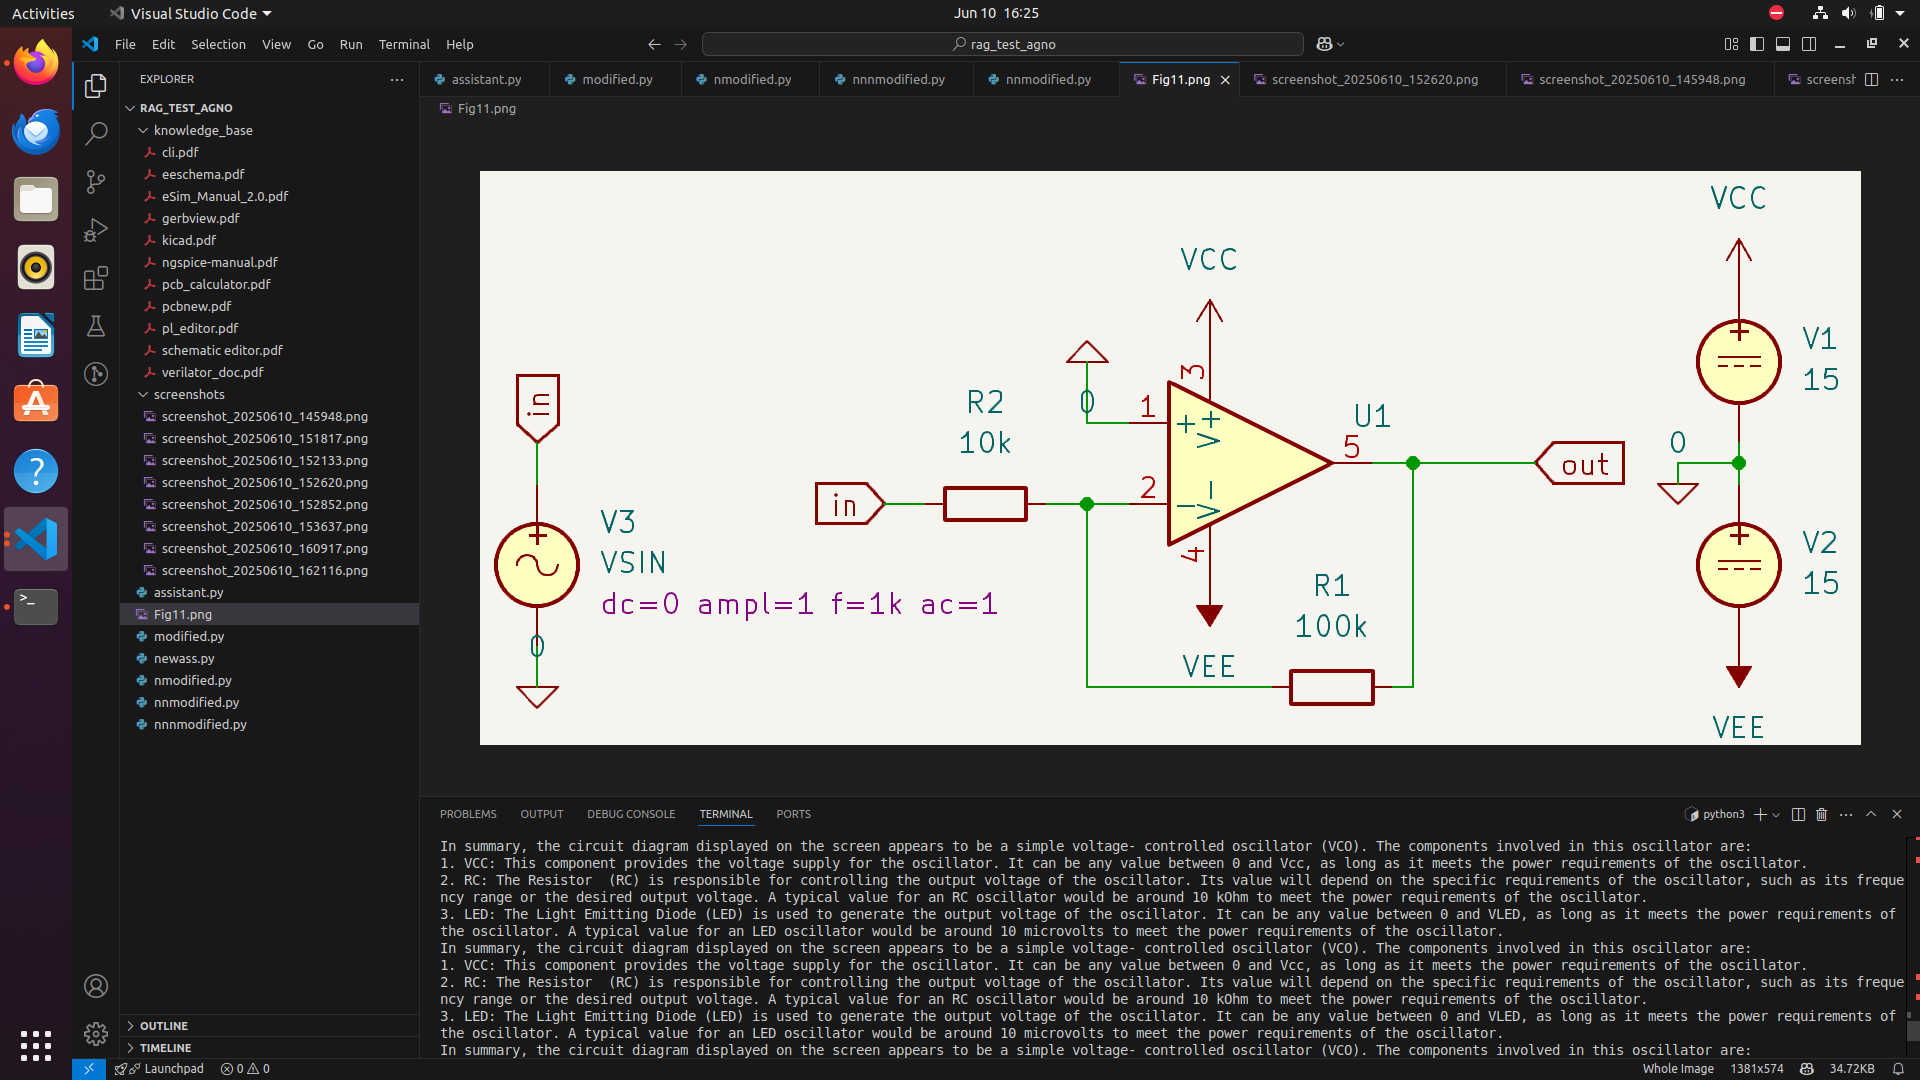 Activities
Visual Studio Code
Jun 10 16:25
File Edit Selection View Go Run Terminal Help
rag_test_agno
EXPLORER
RAG_TEST_AGNO
knowledge_base
cli.pdf
eeschema.pdf
eSim_Manual_2.0.pdf
gerbview.pdf
kicad.pdf
ngspice-manual.pdf
pcb_calculator.pdf
pcbnew.pdf
pl_editor.pdf
schematic editor.pdf
verilator_doc.pdf
screenshots
screenshot_20250610_145948.png
screenshot_20250610_151817.png
screenshot_20250610_152133.png
screenshot_20250610_152620.png
screenshot_20250610_152852.png
screenshot_20250610_153637.png
screenshot_20250610_160917.png
screenshot_20250610_162116.png
assistant.py
Fig11.png
modified.py
newass.py
nmodified.py
nnmodified.py
nnnmodified.py
OUTLINE
TIMELINE
assistant.py modified.py nmodified.py nnnmodified.py nnmodified.py Fig11.png screenshot_20250610_152620.png screenshot_20250610_145948.png screensh
Fig11.png
in
V3
VSIN
dc=0 ampl=1 f=1k ac=1
0
in
R2
10k
0
VCC
3
1
2
4
+
V+
V-
5
U1
VEE
R1
100k
out
VCC
V1
15
0
V2
15
VEE
PROBLEMS OUTPUT DEBUG CONSOLE TERMINAL PORTS
python3
In summary, the circuit diagram displayed on the screen appears to be a simple voltage- controlled oscillator (VCO). The components involved in this oscillator are:
1. VCC: This component provides the voltage supply for the oscillator. It can be any value between 0 and Vcc, as long as it meets the power requirements of the oscillator.
2. RC: The Resistor  (RC) is responsible for controlling the output voltage of the oscillator. Its value will depend on the specific requirements of the oscillator, such as its freque
ncy range or the desired output voltage. A typical value for an RC oscillator would be around 10 kOhm to meet the power requirements of the oscillator.
3. LED: The Light Emitting Diode (LED) is used to generate the output voltage of the oscillator. It can be any value between 0 and VLED, as long as it meets the power requirements of
the oscillator. A typical value for an LED oscillator would be around 10 microvolts to meet the power requirements of the oscillator.
In summary, the circuit diagram displayed on the screen appears to be a simple voltage- controlled oscillator (VCO). The components involved in this oscillator are:
1. VCC: This component provides the voltage supply for the oscillator. It can be any value between 0 and Vcc, as long as it meets the power requirements of the oscillator.
2. RC: The Resistor  (RC) is responsible for controlling the output voltage of the oscillator. Its value will depend on the specific requirements of the oscillator, such as its freque
ncy range or the desired output voltage. A typical value for an RC oscillator would be around 10 kOhm to meet the power requirements of the oscillator.
3. LED: The Light Emitting Diode (LED) is used to generate the output voltage of the oscillator. It can be any value between 0 and VLED, as long as it meets the power requirements of
the oscillator. A typical value for an LED oscillator would be around 10 microvolts to meet the power requirements of the oscillator.
In summary, the circuit diagram displayed on the screen appears to be a simple voltage- controlled oscillator (VCO). The components involved in this oscillator are:
Launchpad 0 0
Whole Image 1381x574 34.72KB